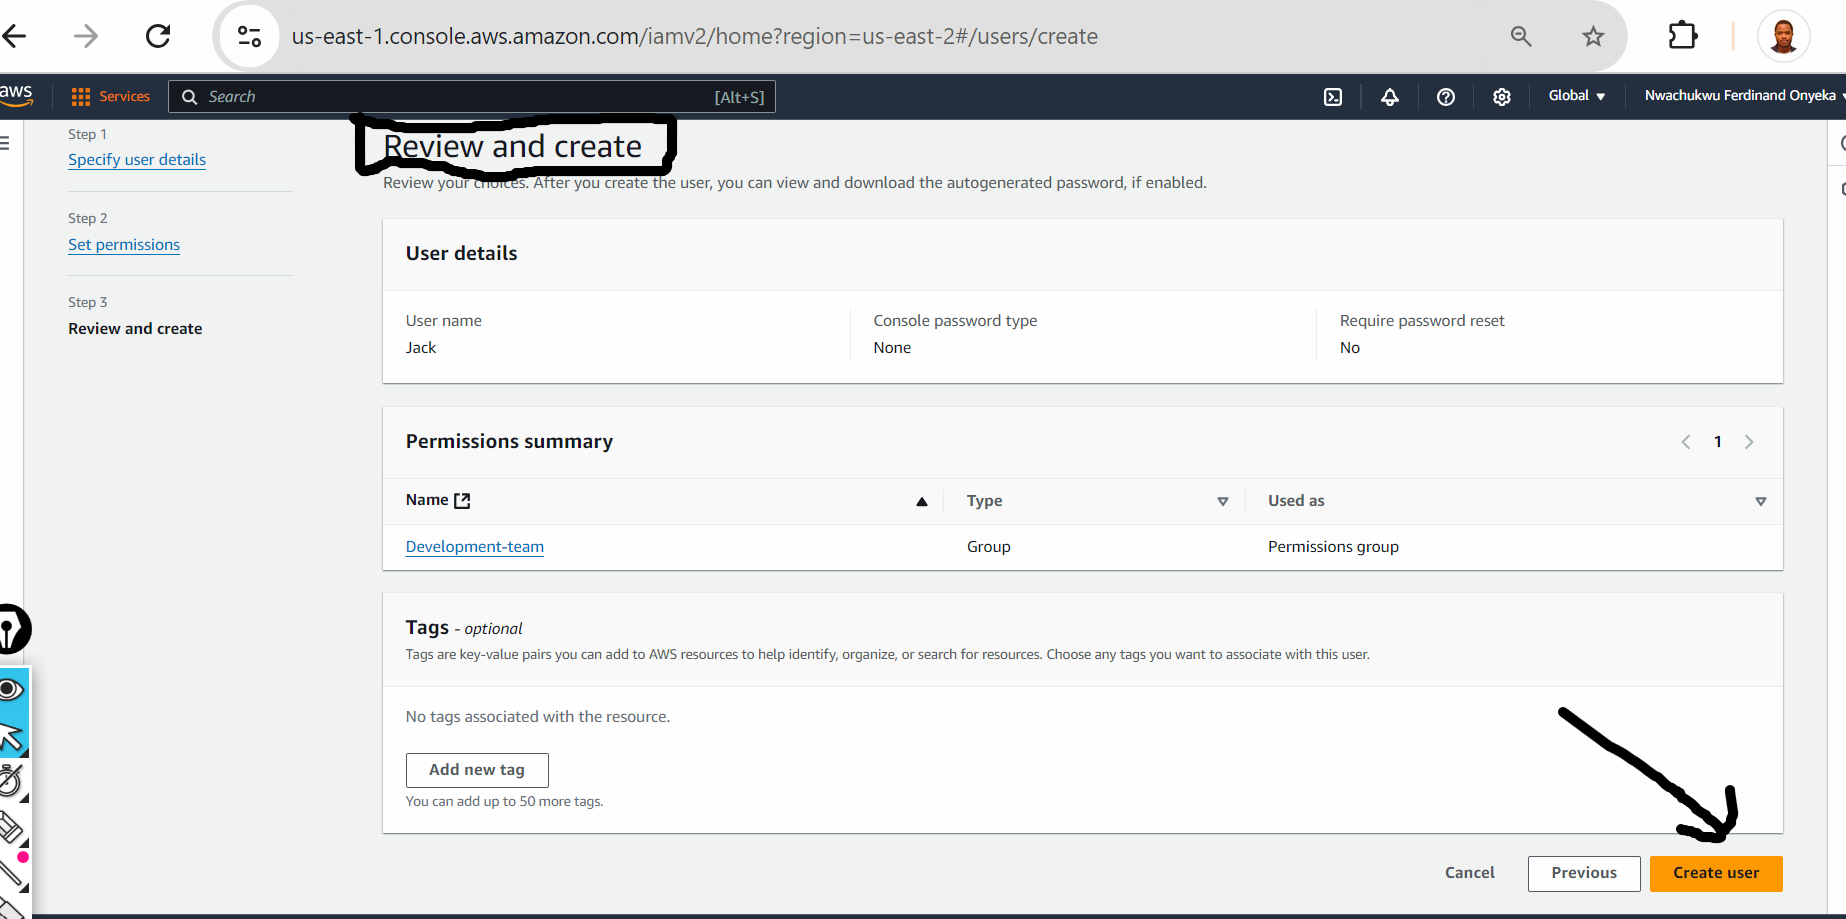 us-east-1.console.aws.amazon.com/iamv2/home?region=us-east-2#/users/create
aws
Services
Search
[Alt+S]
Global
Nwachukwu Ferdinand Onyeka
Step 1
Specify user details
Step 2
Set permissions
Step 3
Review and create
Review and create
Review your choices. After you create the user, you can view and download the autogenerated password, if enabled.
User details
User name
Jack
Console password type
None
Require password reset
No
Permissions summary
1
Name
Type
Used as
Development-team
Group
Permissions group
Tags - optional
Tags are key-value pairs you can add to AWS resources to help identify, organize, or search for resources. Choose any tags you want to associate with this user.
No tags associated with the resource.
Add new tag
You can add up to 50 more tags.
Cancel
Previous
Create user